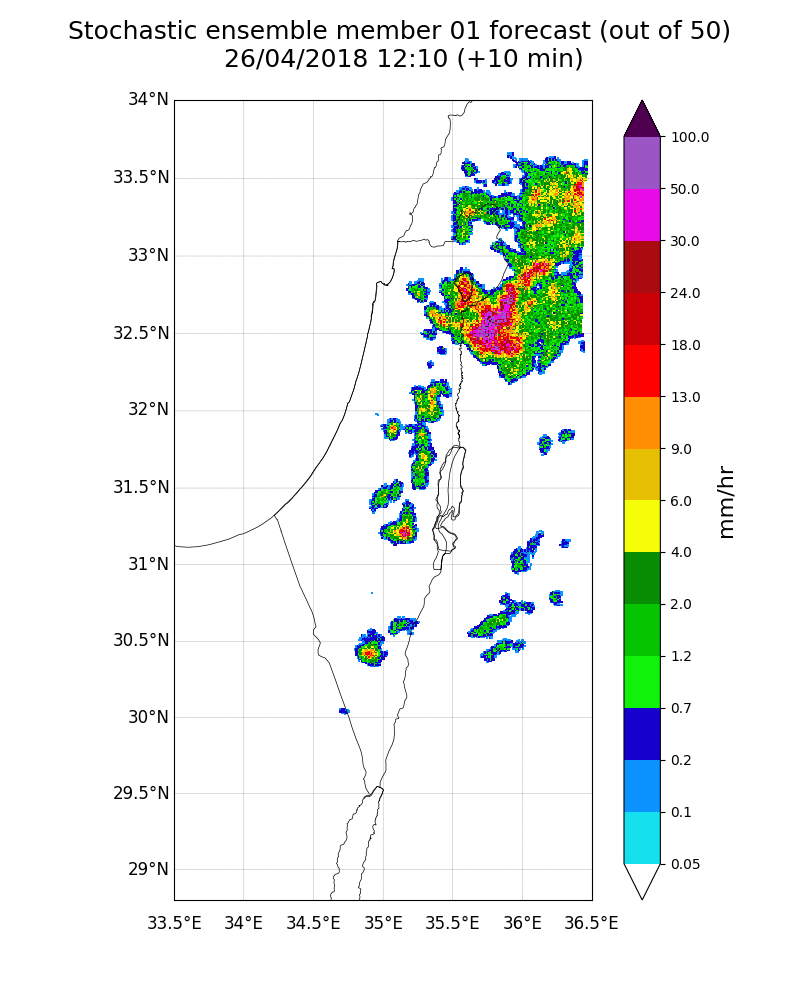 Stochastic ensemble member 01 forecast (out of 50)
26/04/2018 12:10 (+10 min)
34°N
33.5°N
33°N
32.5°N
32°N
31.5°N
31°N
30.5°N
30°N
29.5°N
29°N
33.5°E
34°E
34.5°E
35°E
35.5°E
36°E
36.5°E
100.0
50.0
30.0
24.0
18.0
13.0
9.0
6.0
4.0
2.0
1.2
0.7
0.2
0.1
0.05
mm/hr